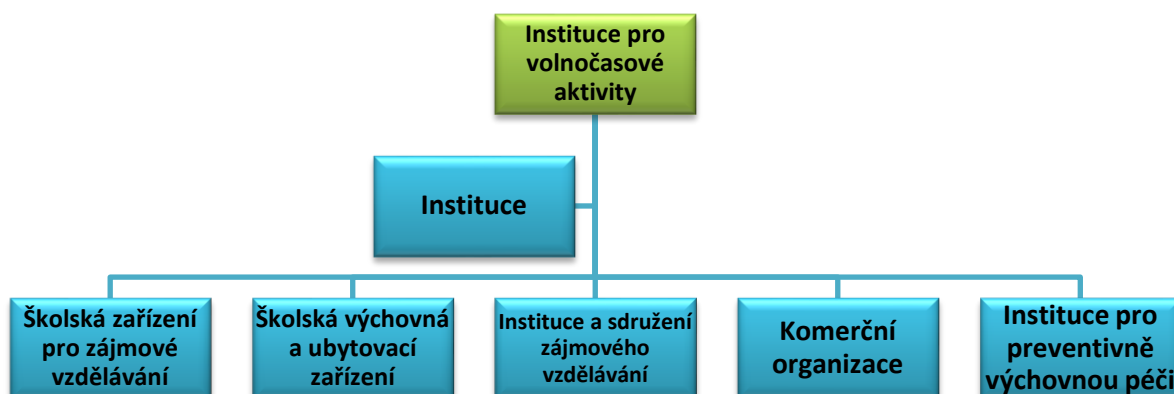 Instituce pro
volnočasové
aktivity
Instituce
Školská zařízení
pro zájmové
vzdělávání
Školská výchovná
a ubytovací
zařízení
Instituce a sdružení
zájmového
vzdělávání
Komerční
organizace
Instituce pro
preventivně
výchovnou péči